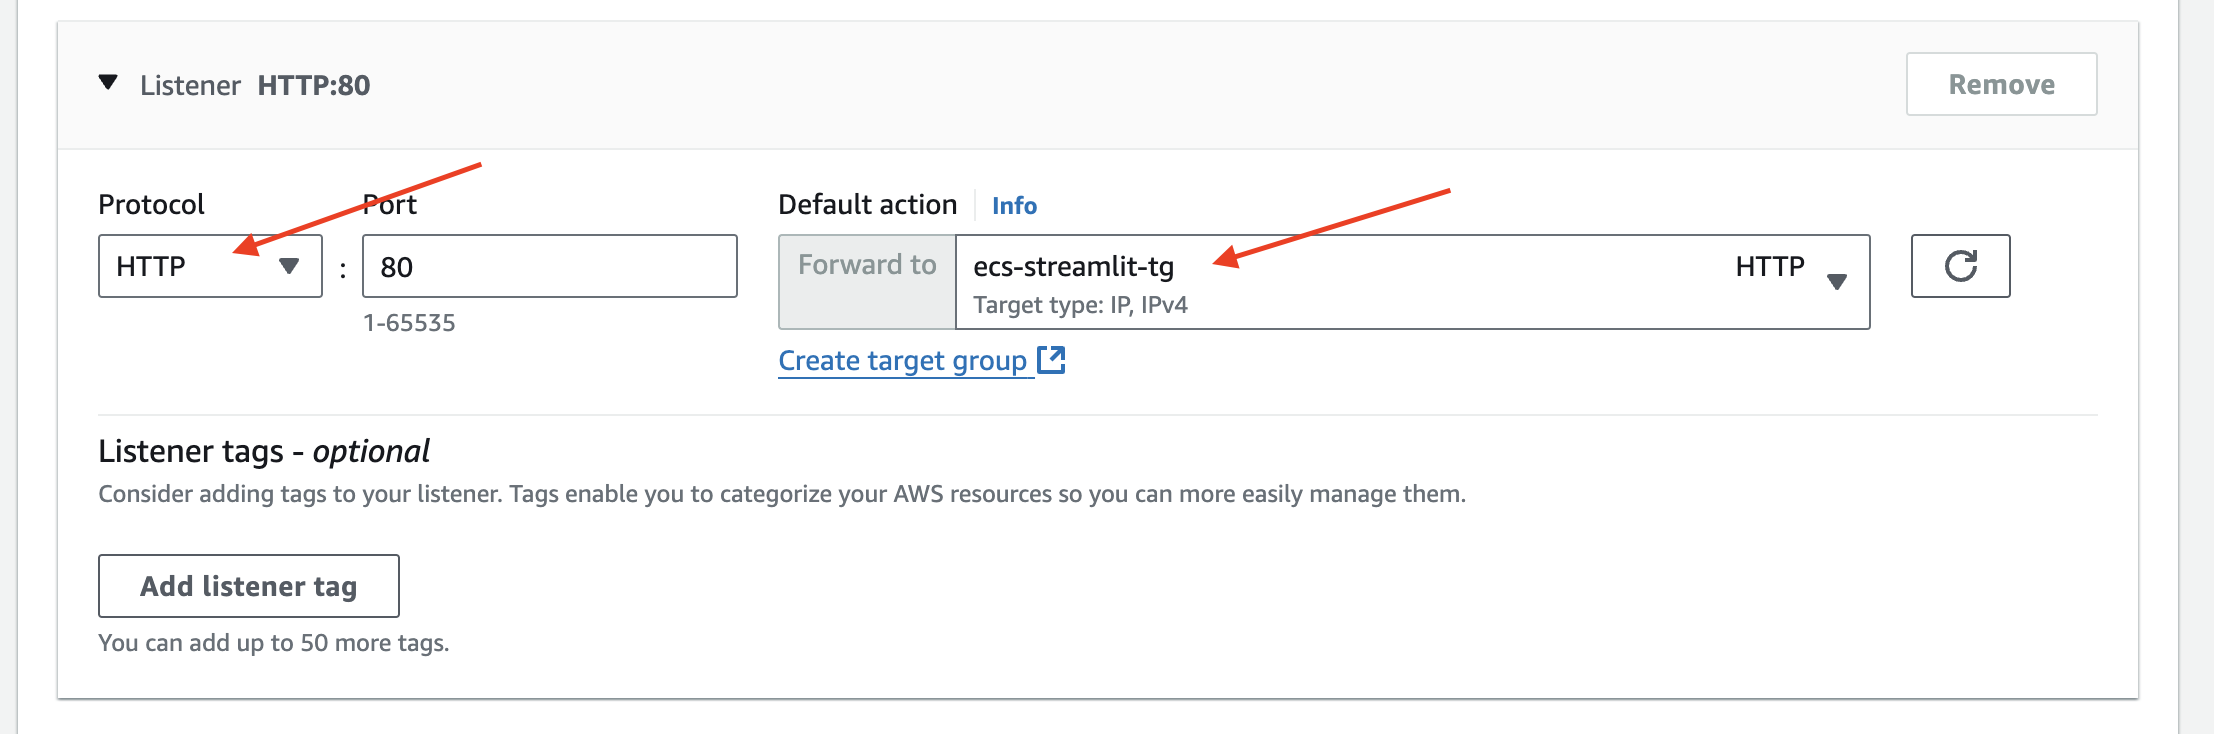 Listener HTTP:80
Remove
Protocol
Port
Default action
Info
HTTP
:
80
1-65535
Forward to
ecs-streamlit-tg
HTTP
Target type: IP, IPv4
Create target group
Listener tags - optional
Consider adding tags to your listener. Tags enable you to categorize your AWS resources so you can more easily manage them.
Add listener tag
You can add up to 50 more tags.